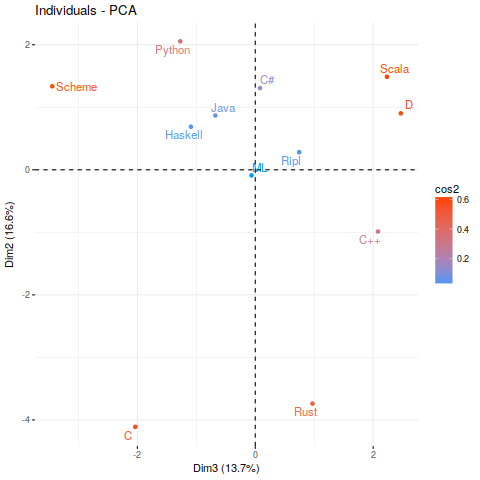 Individuals - PCA
2
Python
Scala
Scheme
C#
D
Java
Haskell
ML
Ripl
0
cos2
0.6
0.4
0.2
C++
Dim2 (16.6%)
-2
Rust
-4
C
-2
0
2
Dim3 (13.7%)